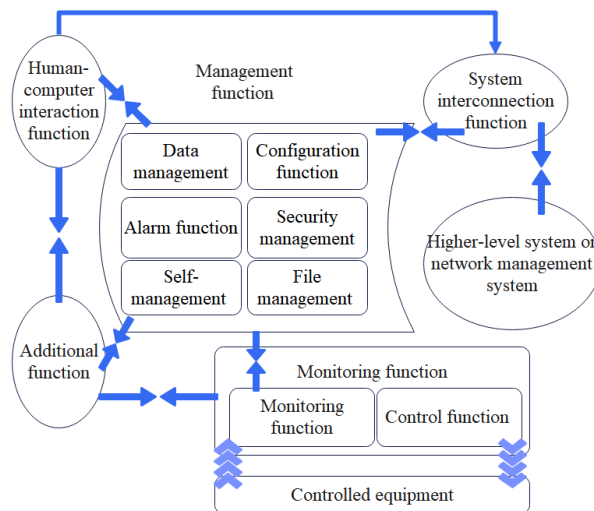 Human-
computer
interaction
function
Management
function
System
interconnection
function
Data
management
Configuration
function
Alarm function
Security
management
Self-
management
File
management
Higher-level system or
network management
system
Additional
function
Monitoring function
Monitoring
function
Control function
Controlled equipment